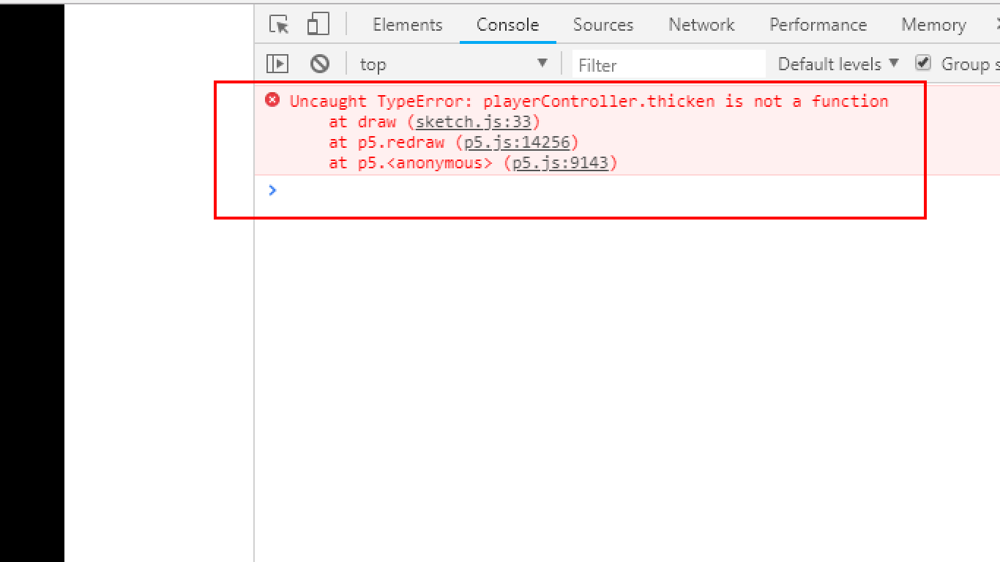 Elements Console Sources Network Performance Memory
top Filter Default levels Group s
Uncaught TypeError: playerController.thicken is not a function
at draw (sketch.js:33)
at p5.redraw (p5.js:14256)
at p5.<anonymous> (p5.js:9143)